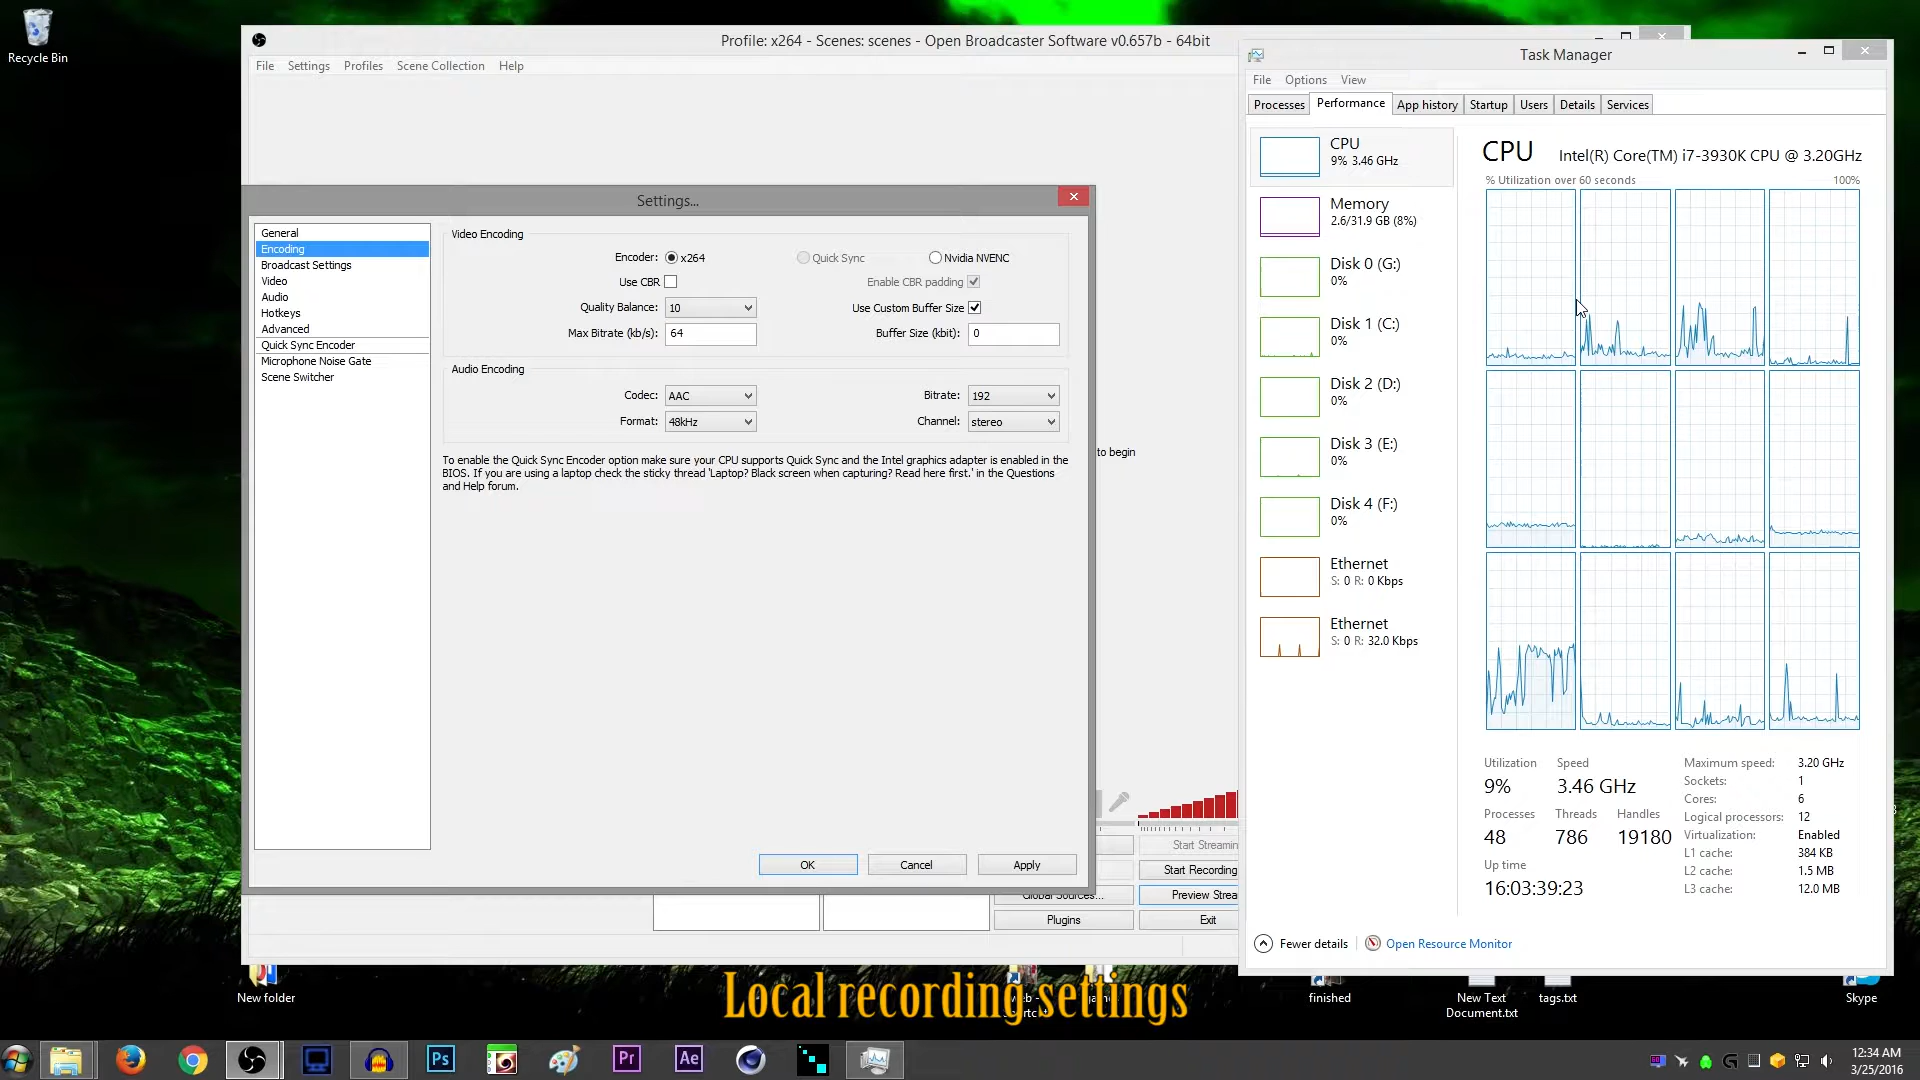 Recycle Bin
Profile: x264 - Scenes: scenes - Open Broadcaster Software v0.657b - 64bit
File Settings Profiles Scene Collection Help
Settings...
General
Encoding
Broadcast Settings
Video
Audio
Hotkeys
Advanced
Quick Sync Encoder
Microphone Noise Gate
Scene Switcher
Video Encoding
Encoder: x264 Quick Sync Nvidia NVENC
Use CBR Enable CBR padding
Quality Balance: 10 Use Custom Buffer Size
Max Bitrate (kb/s): 64 Buffer Size (kbit): 0
Audio Encoding
Codec: AAC Bitrate: 192
Format: 48kHz Channel: stereo
To enable the Quick Sync Encoder option make sure your CPU supports Quick Sync and the Intel graphics adapter is enabled in the
BIOS. If you are using a laptop check the sticky thread 'Laptop? Black screen when capturing? Read here first.' in the Questions
and Help forum.
OK Cancel Apply
to begin
Start Streamin
Start Recording
Global Sources... Preview Strea
Plugins Exit
Task Manager
File Options View
Processes Performance App history Startup Users Details Services
CPU
9% 3.46 GHz
Memory
2.6/31.9 GB (8%)
Disk 0 (G:)
0%
Disk 1 (C:)
0%
Disk 2 (D:)
0%
Disk 3 (E:)
0%
Disk 4 (F:)
0%
Ethernet
S: 0 R: 0 Kbps
Ethernet
S: 0 R: 32.0 Kbps
CPU Intel(R) Core(TM) i7-3930K CPU @ 3.20GHz
% Utilization over 60 seconds 100%
Utilization Speed
9% 3.46 GHz
Processes Threads Handles
48 786 19180
Up time
16:03:39:23
Maximum speed: 3.20 GHz
Sockets: 1
Cores: 6
Logical processors: 12
Virtualization: Enabled
L1 cache: 384 KB
L2 cache: 1.5 MB
L3 cache: 12.0 MB
Fewer details Open Resource Monitor
New folder
Local recording settings
finished
New Text
Document.txt
tags.txt
Skype
Ps
Pr
Ae
12:34 AM
3/25/2016